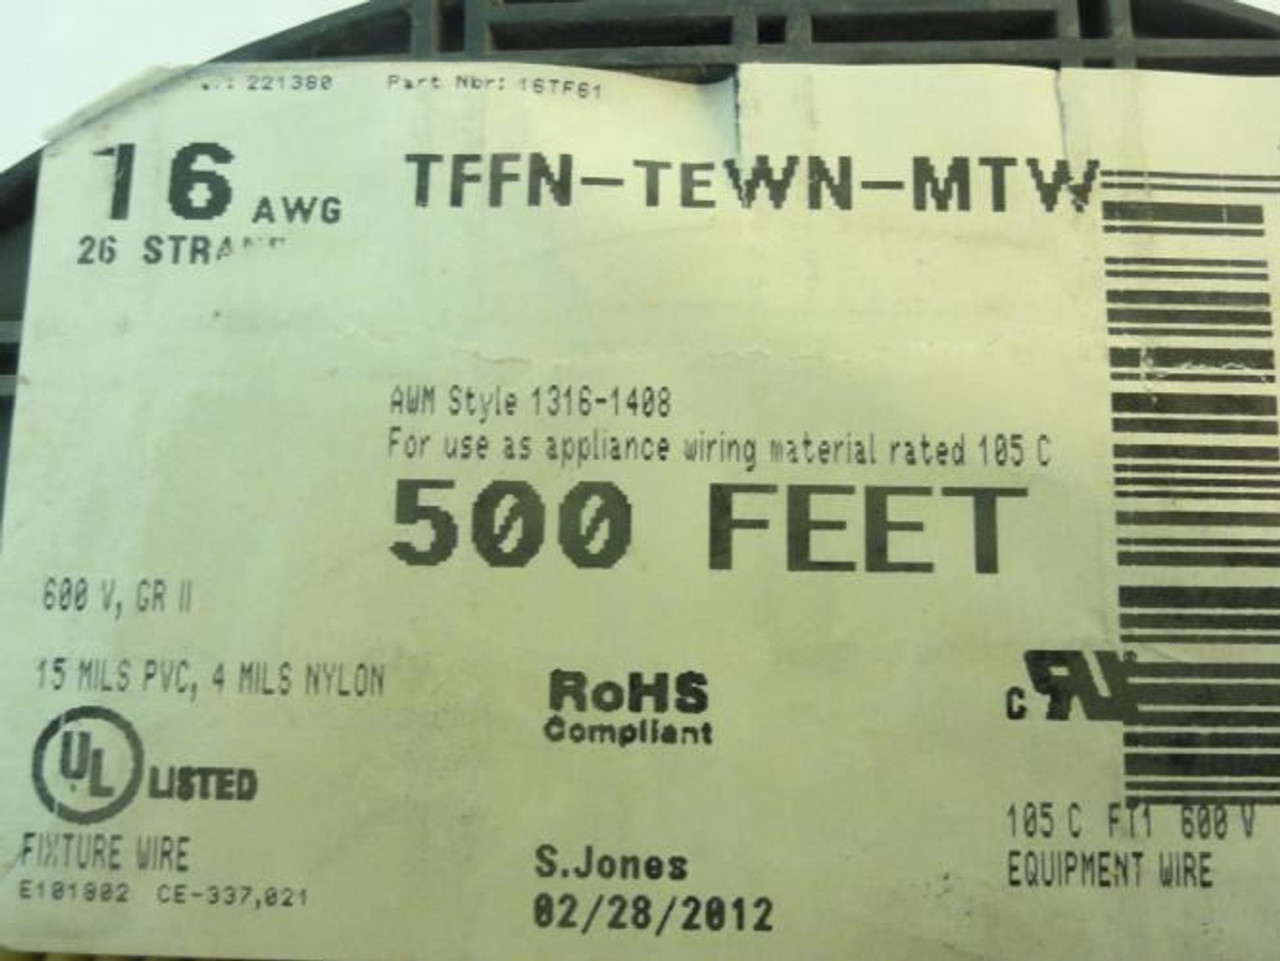 221380 Part Nbr: 16TF61
16 AWG TFFN-TEWN-MTW
26
AWM Style 1316-1408
For use as appliance wiring material rated 105 C
500 FEET
600 V, GR II
15 MILS PVC, 4 MILS NYLON
RoHS
Compliant
UL LISTED
c RU
105 C FT1 600 V
EQUIPMENT WIRE
FIXTURE WIRE
E101802 CE-337,021
S.Jones
02/28/2012